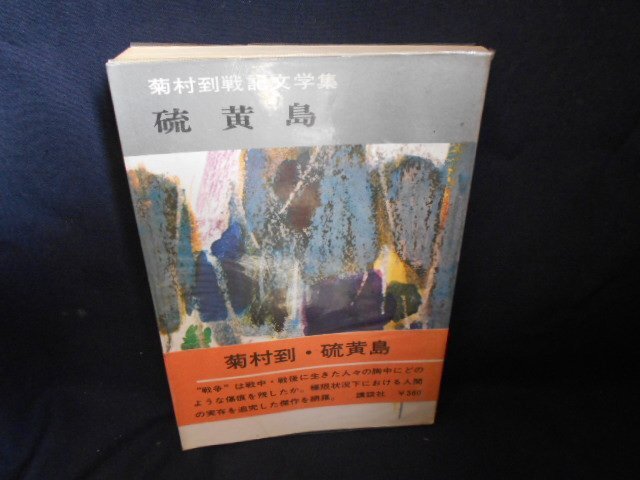 菊村到戦記文学集
硫黄島
菊村到・硫黄島
"戦争"は戦中・戦後に生きた人々の胸中にどの
ような傷痕を残したか。極限状況下における人間
の実存を追究した傑作を網羅。 講談社 ￥380